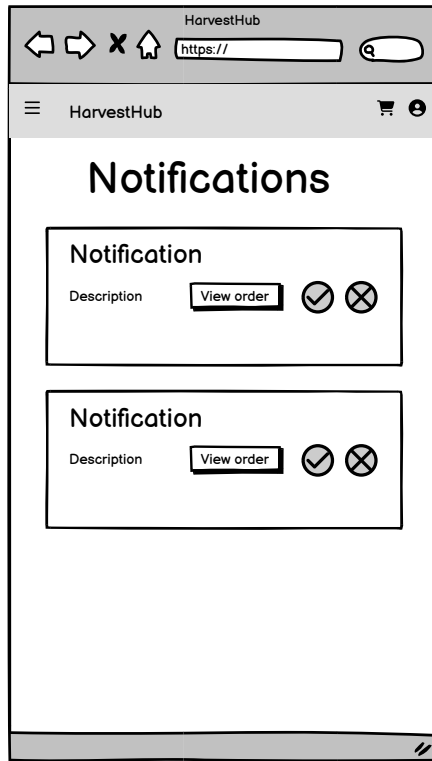 HarvestHub
https://
HarvestHub
Notifications
Notification
Description View order
Notification
Description View order